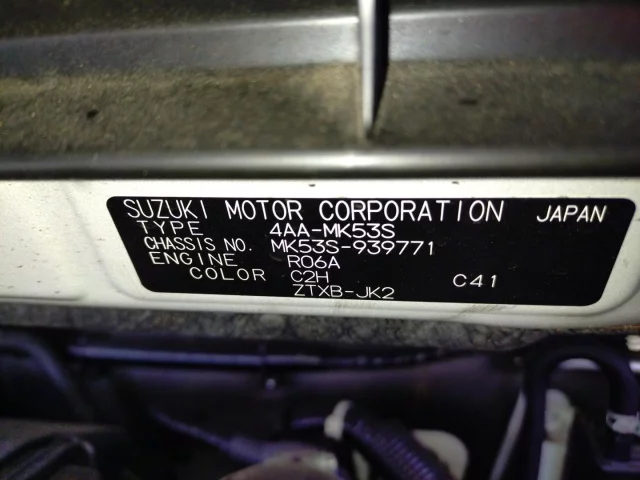 SUZUKI MOTOR CORPORATION JAPAN
TYPE 4AA-MK53S
CHASSIS NO. MK53S-939771
ENGINE R06A
COLOR C2H C41
ZTXB-JK2